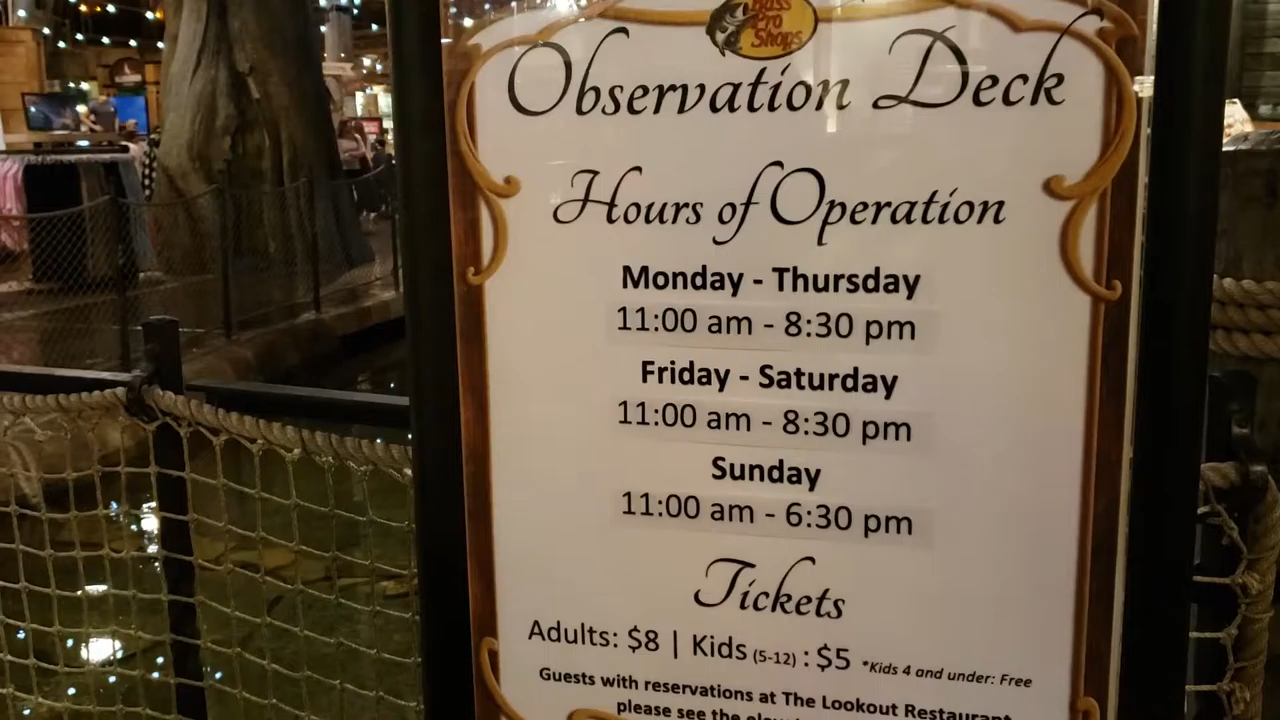 Bass
Pro
Shops
Observation Deck
Hours of Operation
Monday - Thursday
11:00 am - 8:30 pm
Friday - Saturday
11:00 am - 8:30 pm
Sunday
11:00 am - 6:30 pm
Tickets
Adults: $8 | Kids (5-12) : $5 *Kids 4 and under: Free
Guests with reservations at The Lookout Restaurant
please see the